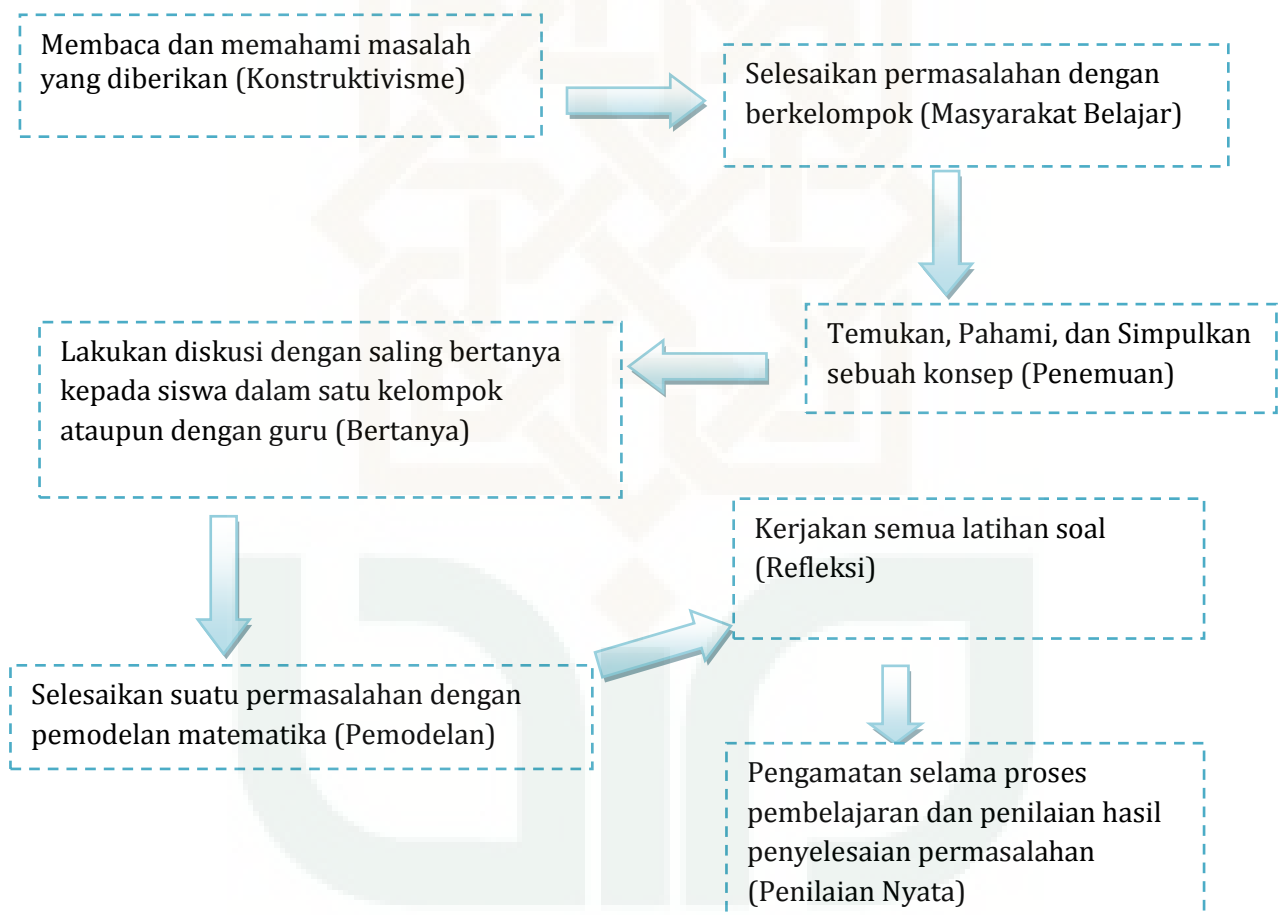 Membaca dan memahami masalah
yang diberikan (Konstruktivisme)
Selesaikan permasalahan dengan
berkelompok (Masyarakat Belajar)
Temukan, Pahami, dan Simpulkan
sebuah konsep (Penemuan)
Lakukan diskusi dengan saling bertanya
kepada siswa dalam satu kelompok
ataupun dengan guru (Bertanya)
Selesaikan suatu permasalahan dengan
pemodelan matematika (Pemodelan)
Kerjakan semua latihan soal
(Refleksi)
Pengamatan selama proses
pembelajaran dan penilaian hasil
penyelesaian permasalahan
(Penilaian Nyata)